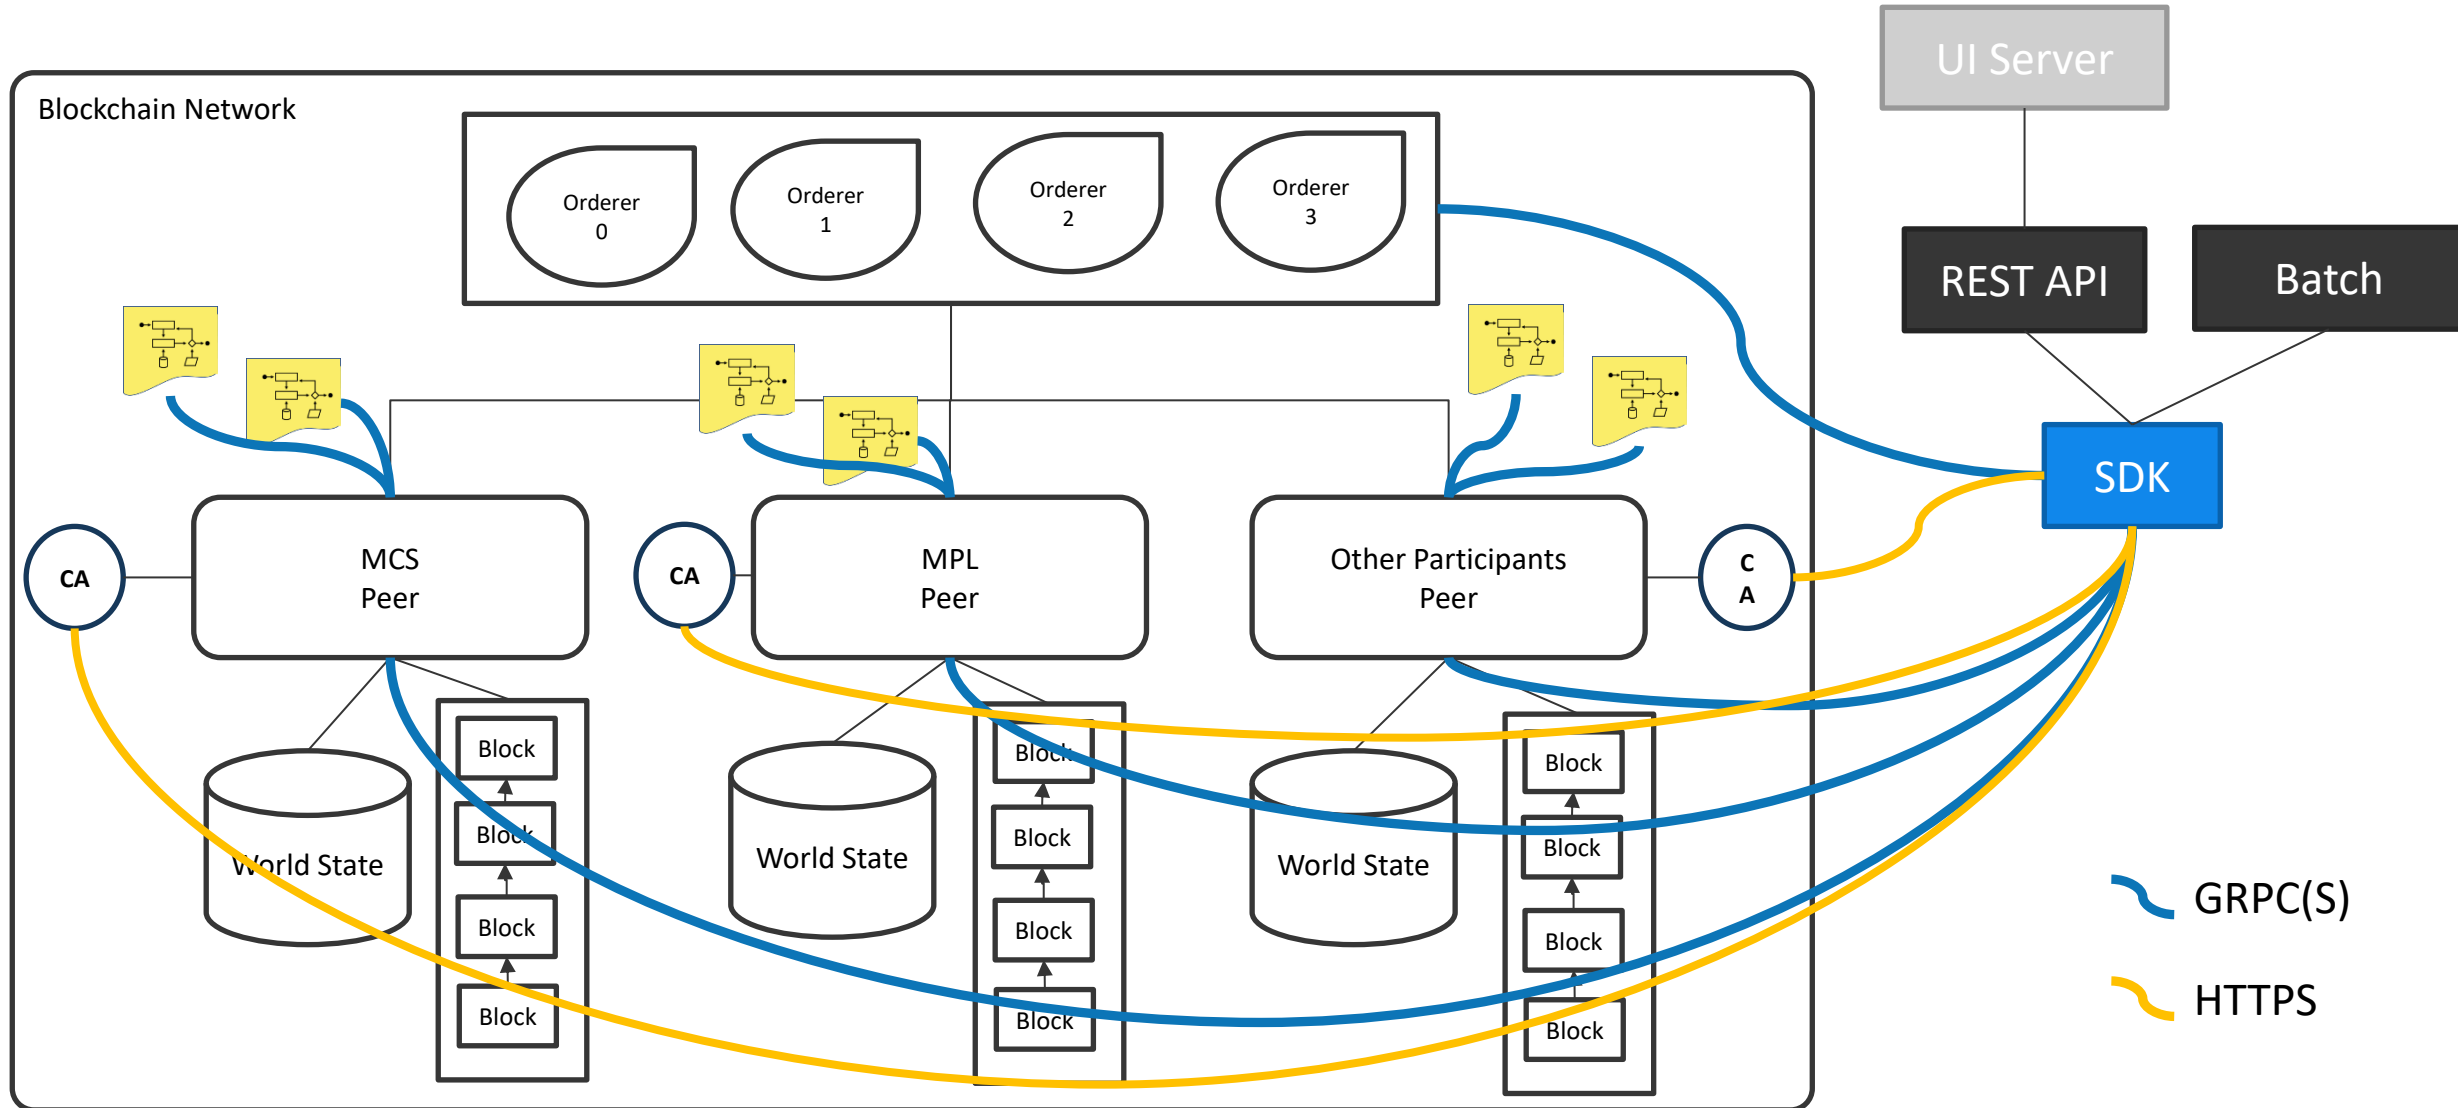 UI Server
Blockchain Network
Orderer
0
Orderer
1
Orderer
2
Orderer
3
REST API
Batch
SDK
CA
MCS
Peer
CA
MPL
Peer
Other Participants
Peer
C
A
World State
Block
Block
Block
Block
World State
Block
Block
Block
Block
World State
Block
Block
Block
Block
GRPC(S)
HTTPS